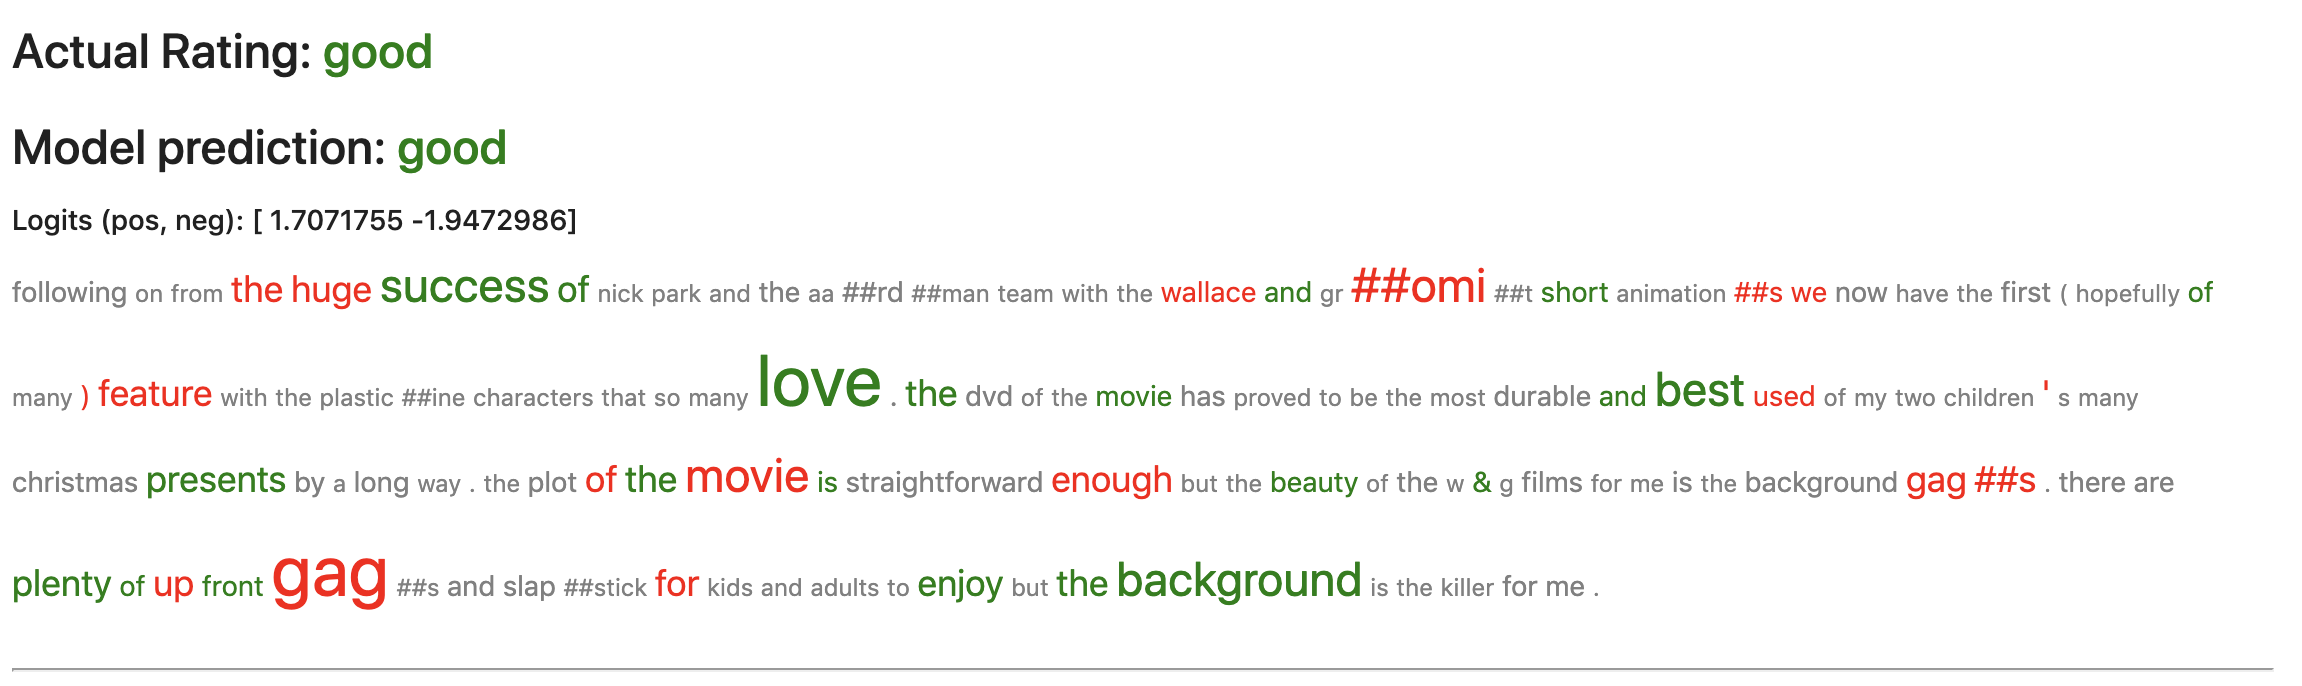 Actual Rating: good
Model prediction: good
Logits (pos, neg): [ 1.7071755 -1.9472986]
following on from the huge success of nick park and the aa ##rd ##man team with the wallace and gr ##omi ##t short animation ##s we now have the first ( hopefully of
many ) feature with the plastic ##ine characters that so many love . the dvd of the movie has proved to be the most durable and best used of my two children ' s many
christmas presents by a long way . the plot of the movie is straightforward enough but the beauty of the w & g films for me is the background gag ##s . there are
plenty of up front gag ##s and slap ##stick for kids and adults to enjoy but the background is the killer for me .